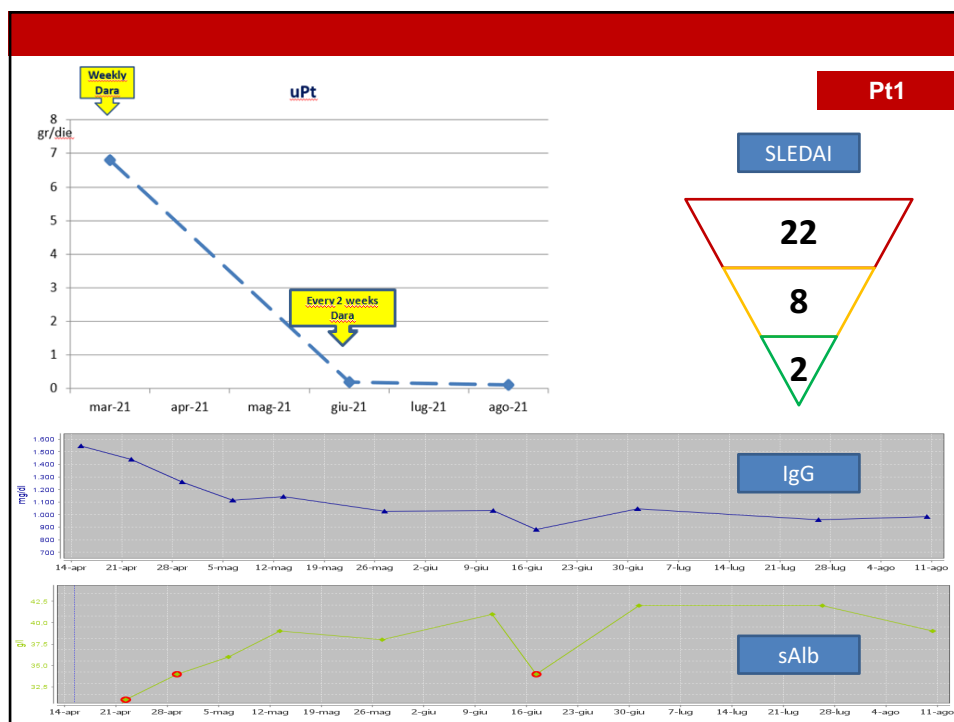 Weekly
Dara
uPt
Pt1
8
gr/die
7
6
5
4
3
2
1
0
Every 2 weeks
Dara
mar-21 apr-21 mag-21 giu-21 lug-21 ago-21
SLEDAI
22
8
2
1.600
1.500
1.400
1.300
1.200
1.100
1.000
900
800
700
mg/dl
IgG
14-apr 21-apr 28-apr 5-mag 12-mag 19-mag 26-mag 2-giu 9-giu 16-giu 23-giu 30-giu 7-lug 14-lug 21-lug 28-lug 4-ago 11-ago
42.5
40.0
37.5
35.0
32.5
g/l
sAlb
14-apr 21-apr 28-apr 5-mag 12-mag 19-mag 26-mag 2-giu 9-giu 16-giu 23-giu 30-giu 7-lug 14-lug 21-lug 28-lug 4-ago 11-ago